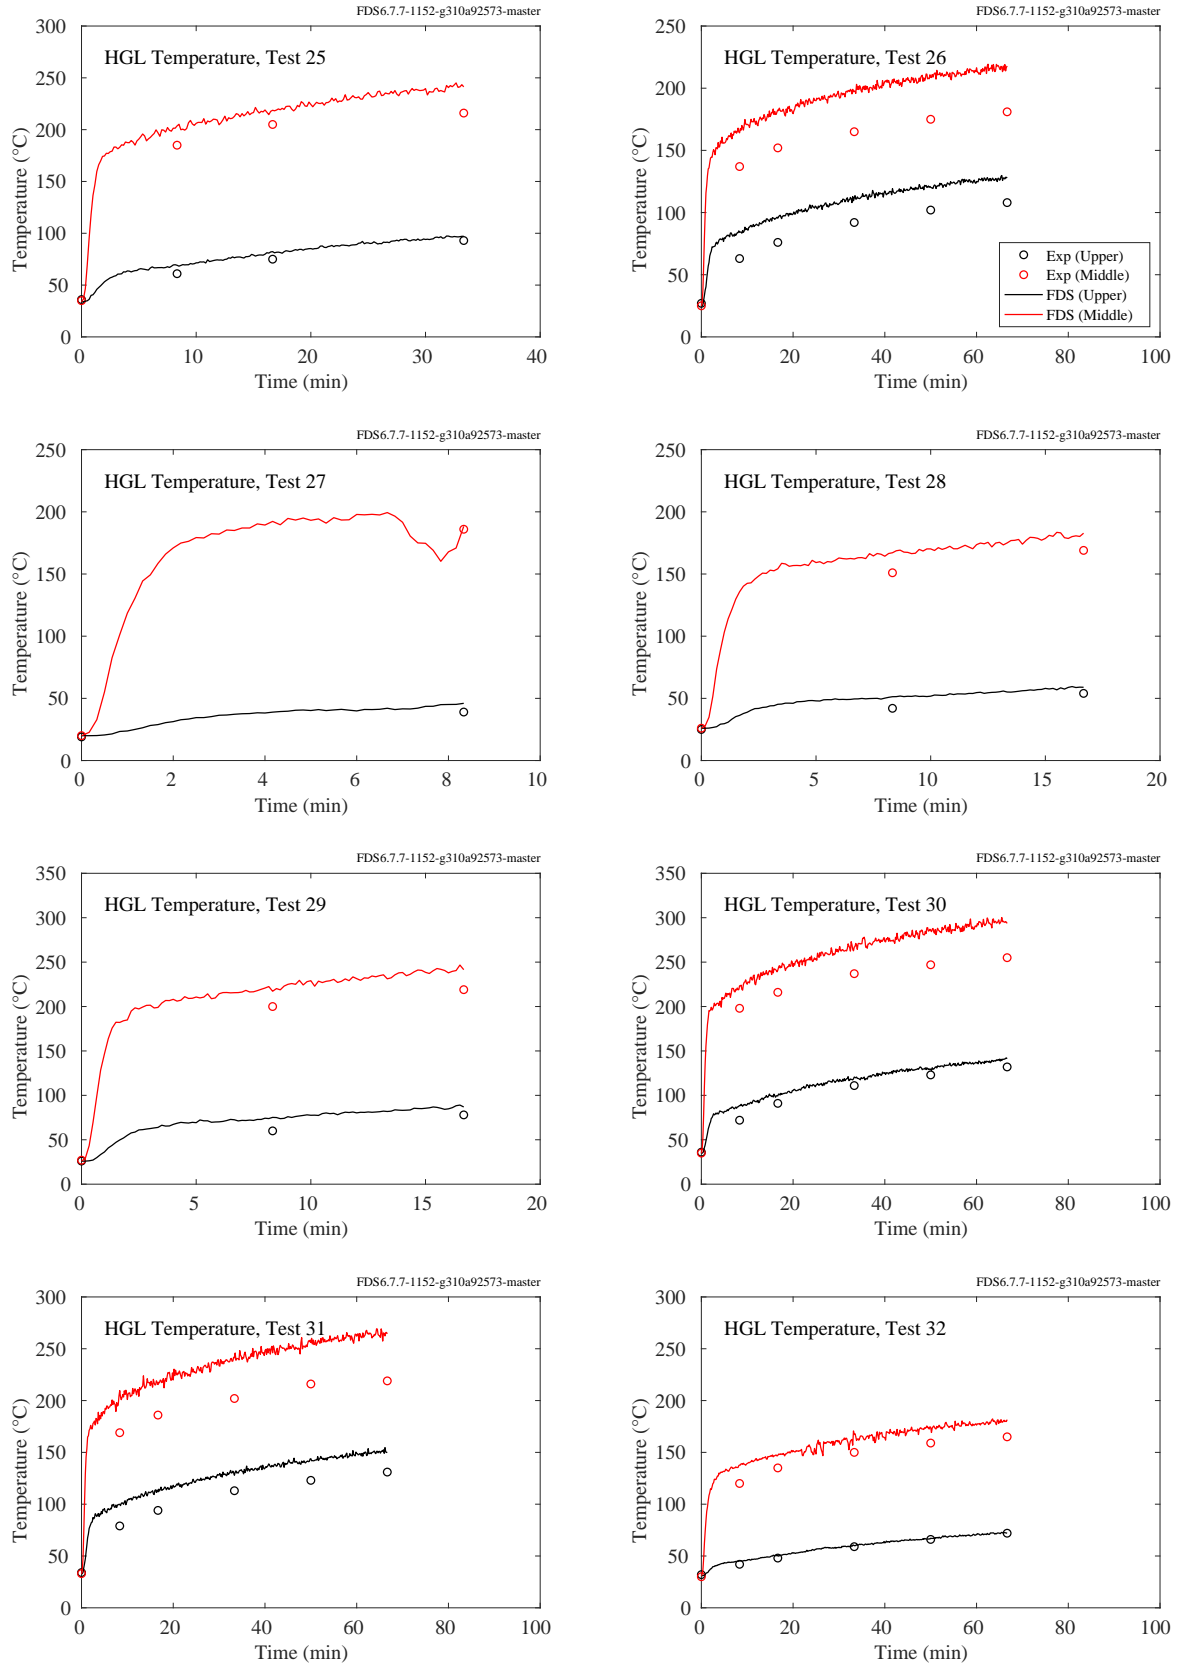 FDS6.7.7-1152-g310a92573-master
HGL Temperature, Test 25
Temperature (°C)
300
250
200
150
100
50
0
0 10 20 30 40
Time (min)
FDS6.7.7-1152-g310a92573-master
HGL Temperature, Test 26
Temperature (°C)
250
200
150
100
50
0
Exp (Upper)
Exp (Middle)
FDS (Upper)
FDS (Middle)
0 20 40 60 80 100
Time (min)
FDS6.7.7-1152-g310a92573-master
HGL Temperature, Test 27
Temperature (°C)
250
200
150
100
50
0
0 2 4 6 8 10
Time (min)
FDS6.7.7-1152-g310a92573-master
HGL Temperature, Test 28
Temperature (°C)
250
200
150
100
50
0
0 5 10 15 20
Time (min)
FDS6.7.7-1152-g310a92573-master
HGL Temperature, Test 29
Temperature (°C)
350
300
250
200
150
100
50
0
0 5 10 15 20
Time (min)
FDS6.7.7-1152-g310a92573-master
HGL Temperature, Test 30
Temperature (°C)
350
300
250
200
150
100
50
0
0 20 40 60 80 100
Time (min)
FDS6.7.7-1152-g310a92573-master
HGL Temperature, Test 31
Temperature (°C)
300
250
200
150
100
50
0
0 20 40 60 80 100
Time (min)
FDS6.7.7-1152-g310a92573-master
HGL Temperature, Test 32
Temperature (°C)
300
250
200
150
100
50
0
0 20 40 60 80 100
Time (min)